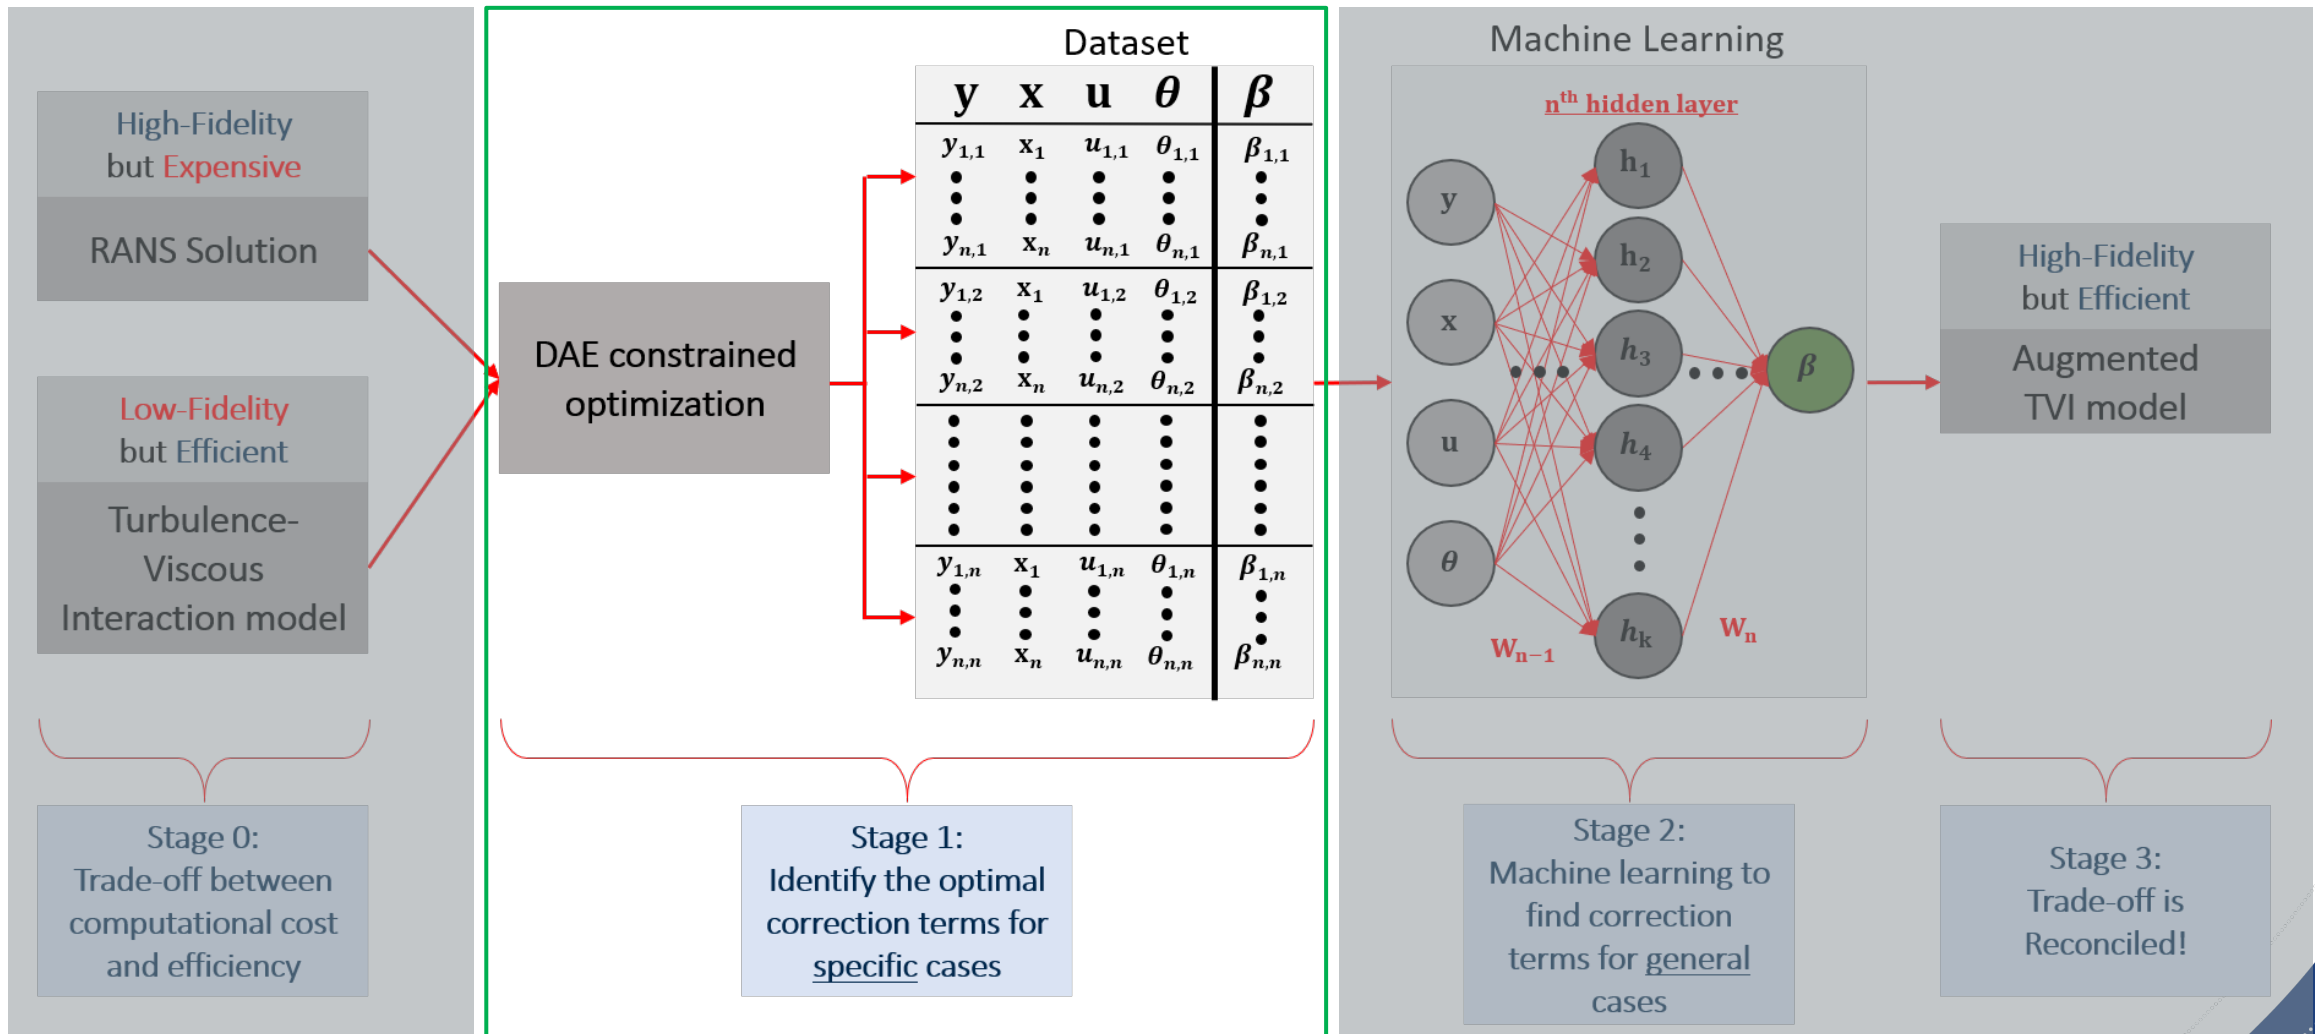 High-Fidelity
but Expensive
RANS Solution
Low-Fidelity
but Efficient
Turbulence-
Viscous
Interaction model
Stage 0:
Trade-off between
computational cost
and efficiency
DAE constrained
optimization
Dataset
y x u θ β
y₁,₁ x₁ u₁,₁ θ₁,₁ β₁,₁
yₙ,₁ xₙ uₙ,₁ θₙ,₁ βₙ,₁
y₁,₂ x₁ u₁,₂ θ₁,₂ β₁,₂
yₙ,₂ xₙ uₙ,₂ θₙ,₂ βₙ,₂
y₁,ₙ x₁ u₁,ₙ θ₁,ₙ β₁,ₙ
yₙ,ₙ xₙ uₙ,ₙ θₙ,ₙ βₙ,ₙ
Stage 1:
Identify the optimal
correction terms for
specific cases
Machine Learning
nᵗʰ hidden layer
y
x
u
θ
h₁
h₂
h₃
h₄
hₖ
β
Wₙ₋₁
Wₙ
Stage 2:
Machine learning to
find correction
terms for general
cases
High-Fidelity
but Efficient
Augmented
TVI model
Stage 3:
Trade-off is
Reconciled!